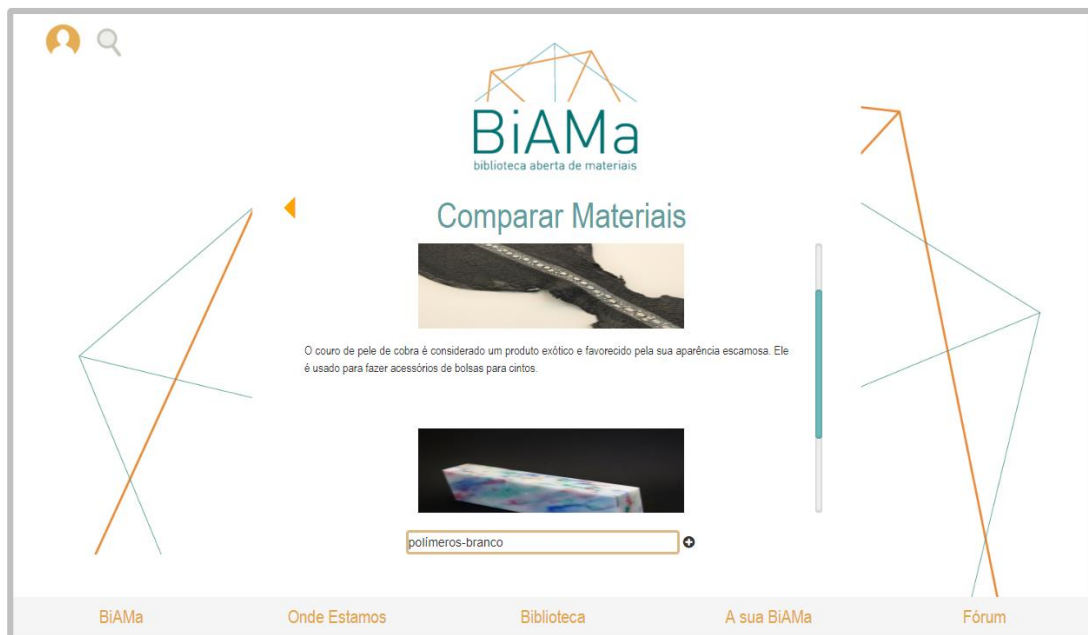 BiAMa
biblioteca aberta de materiais
Comparar Materiais
O couro de pele de cobra é considerado um produto exótico e favorecido pela sua aparência escamosa. Ele
é usado para fazer acessórios de bolsas para cintos.
polímeros-branco
BiAMa Onde Estamos Biblioteca A sua BiAMa Fórum